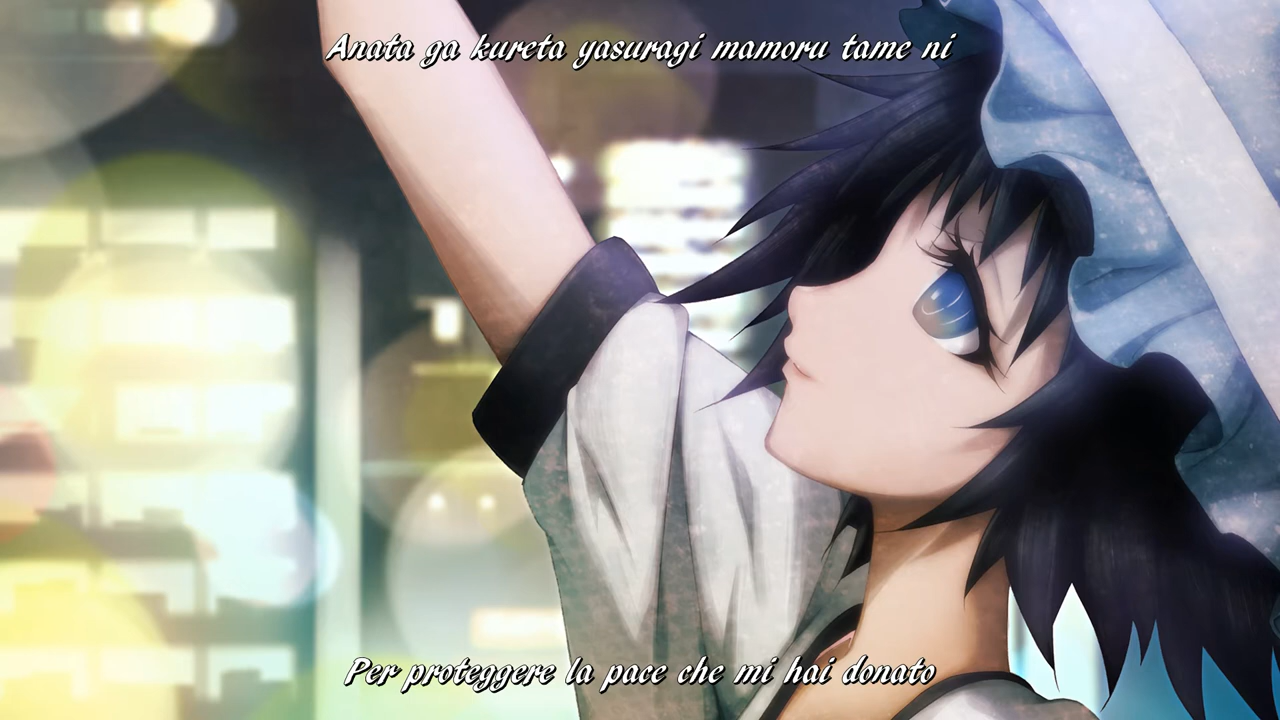 Anata ga kureta yasuragi mamoru tame ni
Per proteggere la pace che mi hai donato